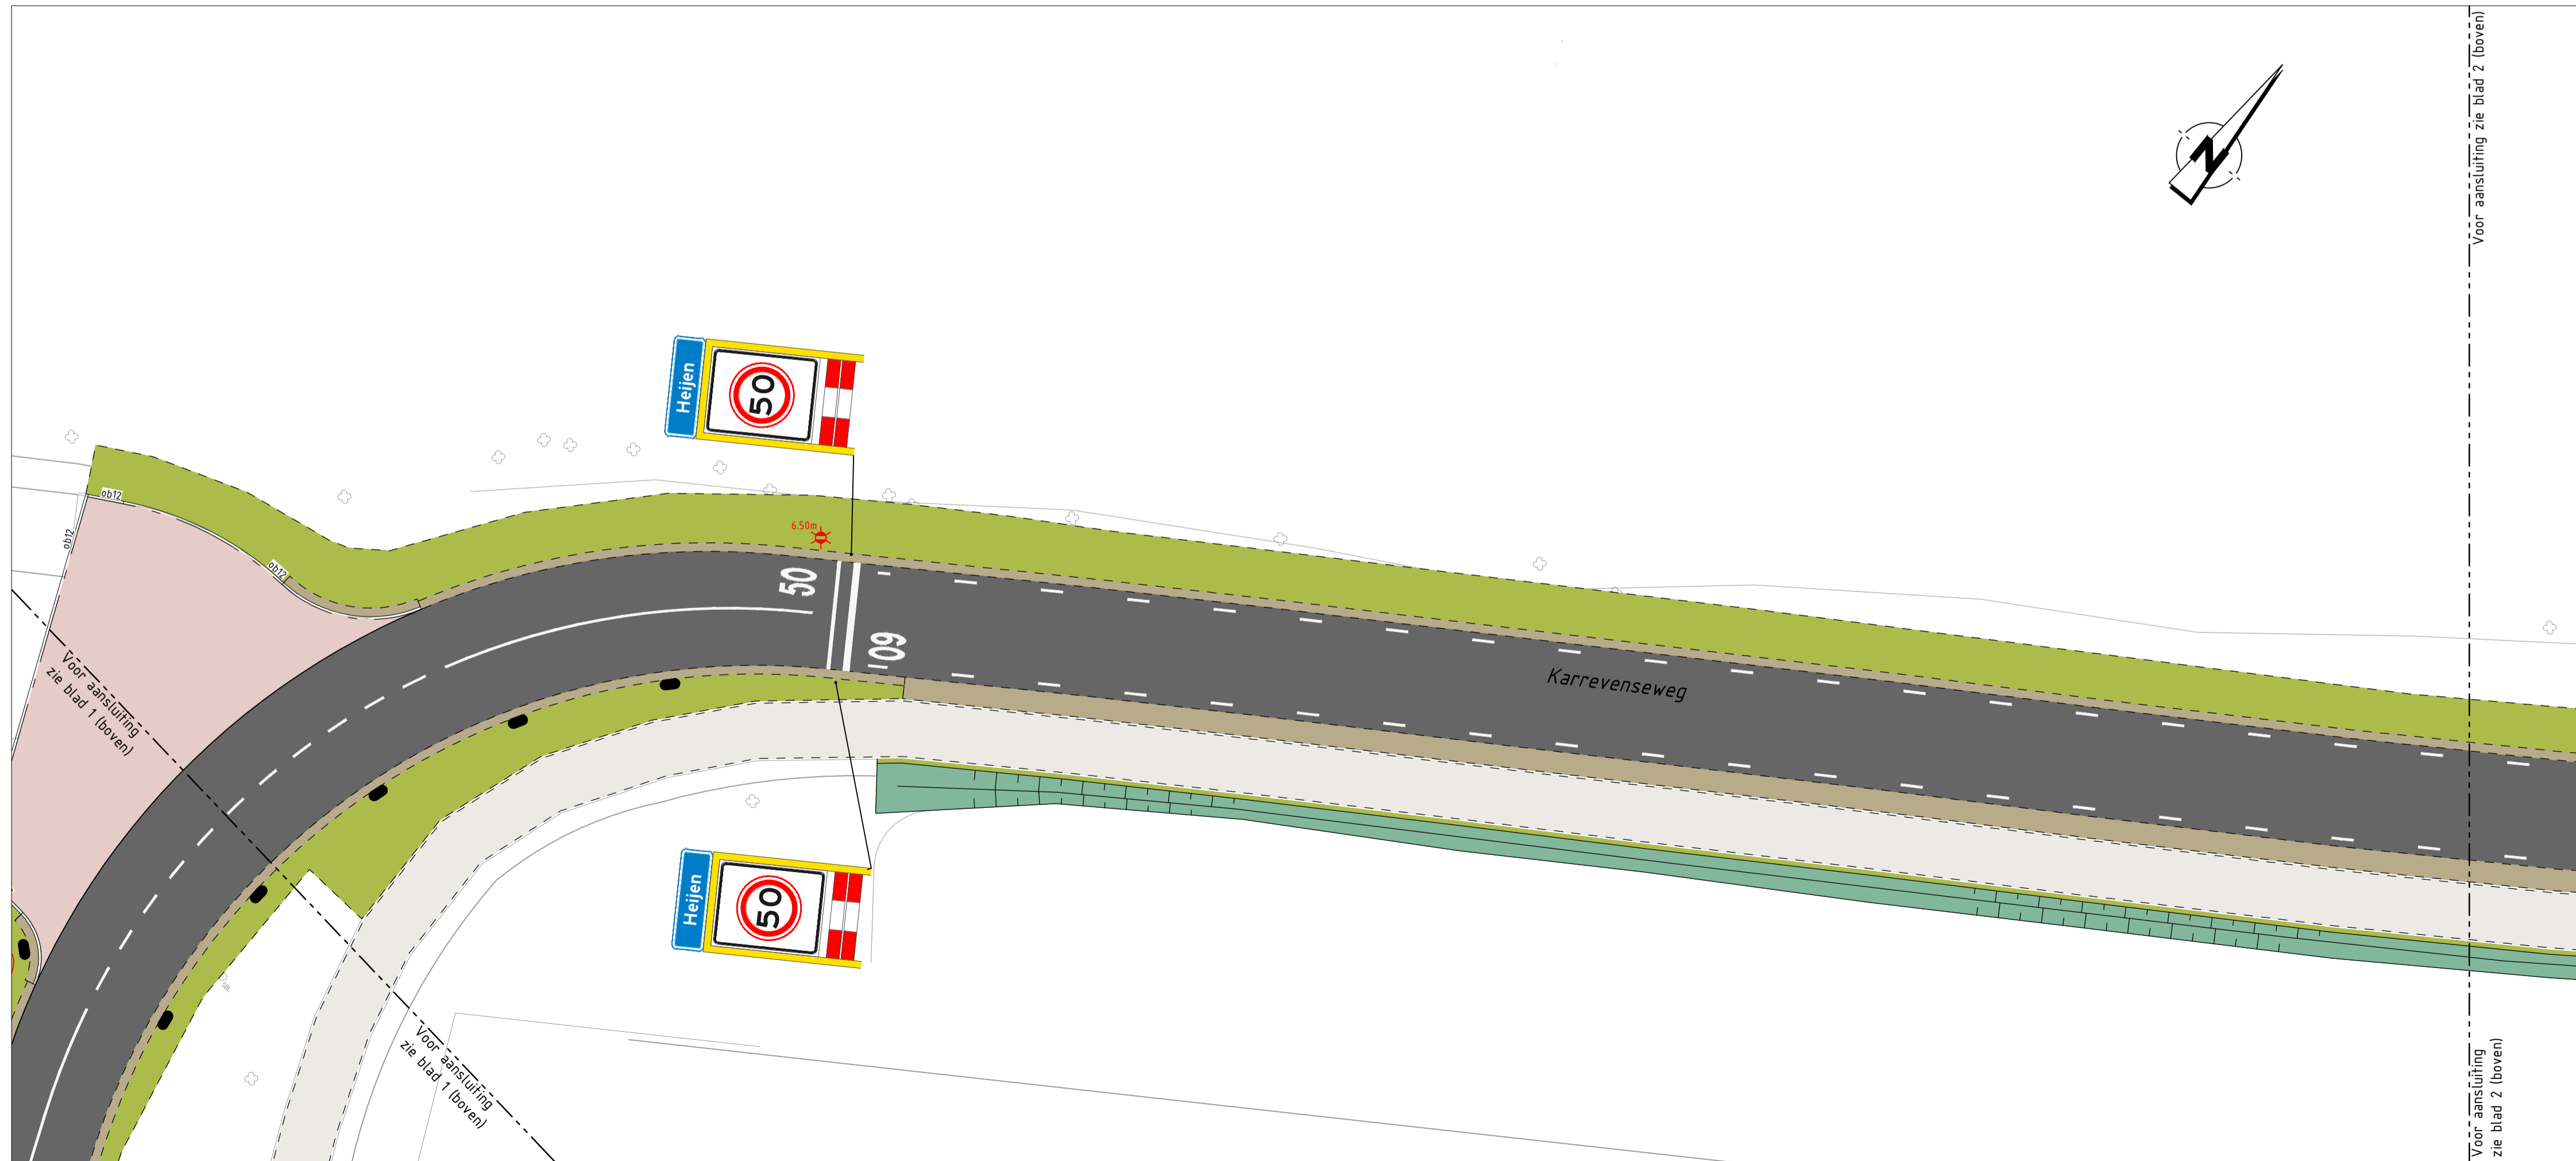 Voor aansluiting zie blad 2 (boven)
N
Heijen
50
ob12
ob12
ob12
6.50m
50
60
Karrevenseweg
Voor aansluiting
zie blad 1 (boven)
Heijen
50
Voor aansluiting
zie blad 1 (boven)
Voor aansluiting
zie blad 2 (boven)